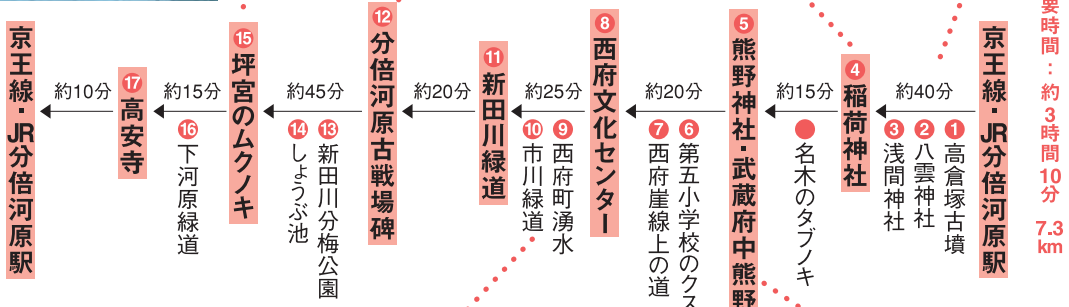 要時間：約3時間10分 7.3km
京王線・JR分倍河原駅
約40分
1高倉塚古墳
2八雲神社
3浅間神社
4稲荷神社
約15分
名木のタブノキ
5熊野神社・武蔵府中熊野
約20分
6第五小学校のクス
7西府崖線上の道
8西府文化センター
約25分
9西府町湧水
10市川緑道
11新田川緑道
約20分
12分倍河原古戦場碑
約45分
13新田川分梅公園
14しょうぶ池
15坪宮のムクノキ
約15分
16下河原緑道
17高安寺
約10分
京王線・JR分倍河原駅